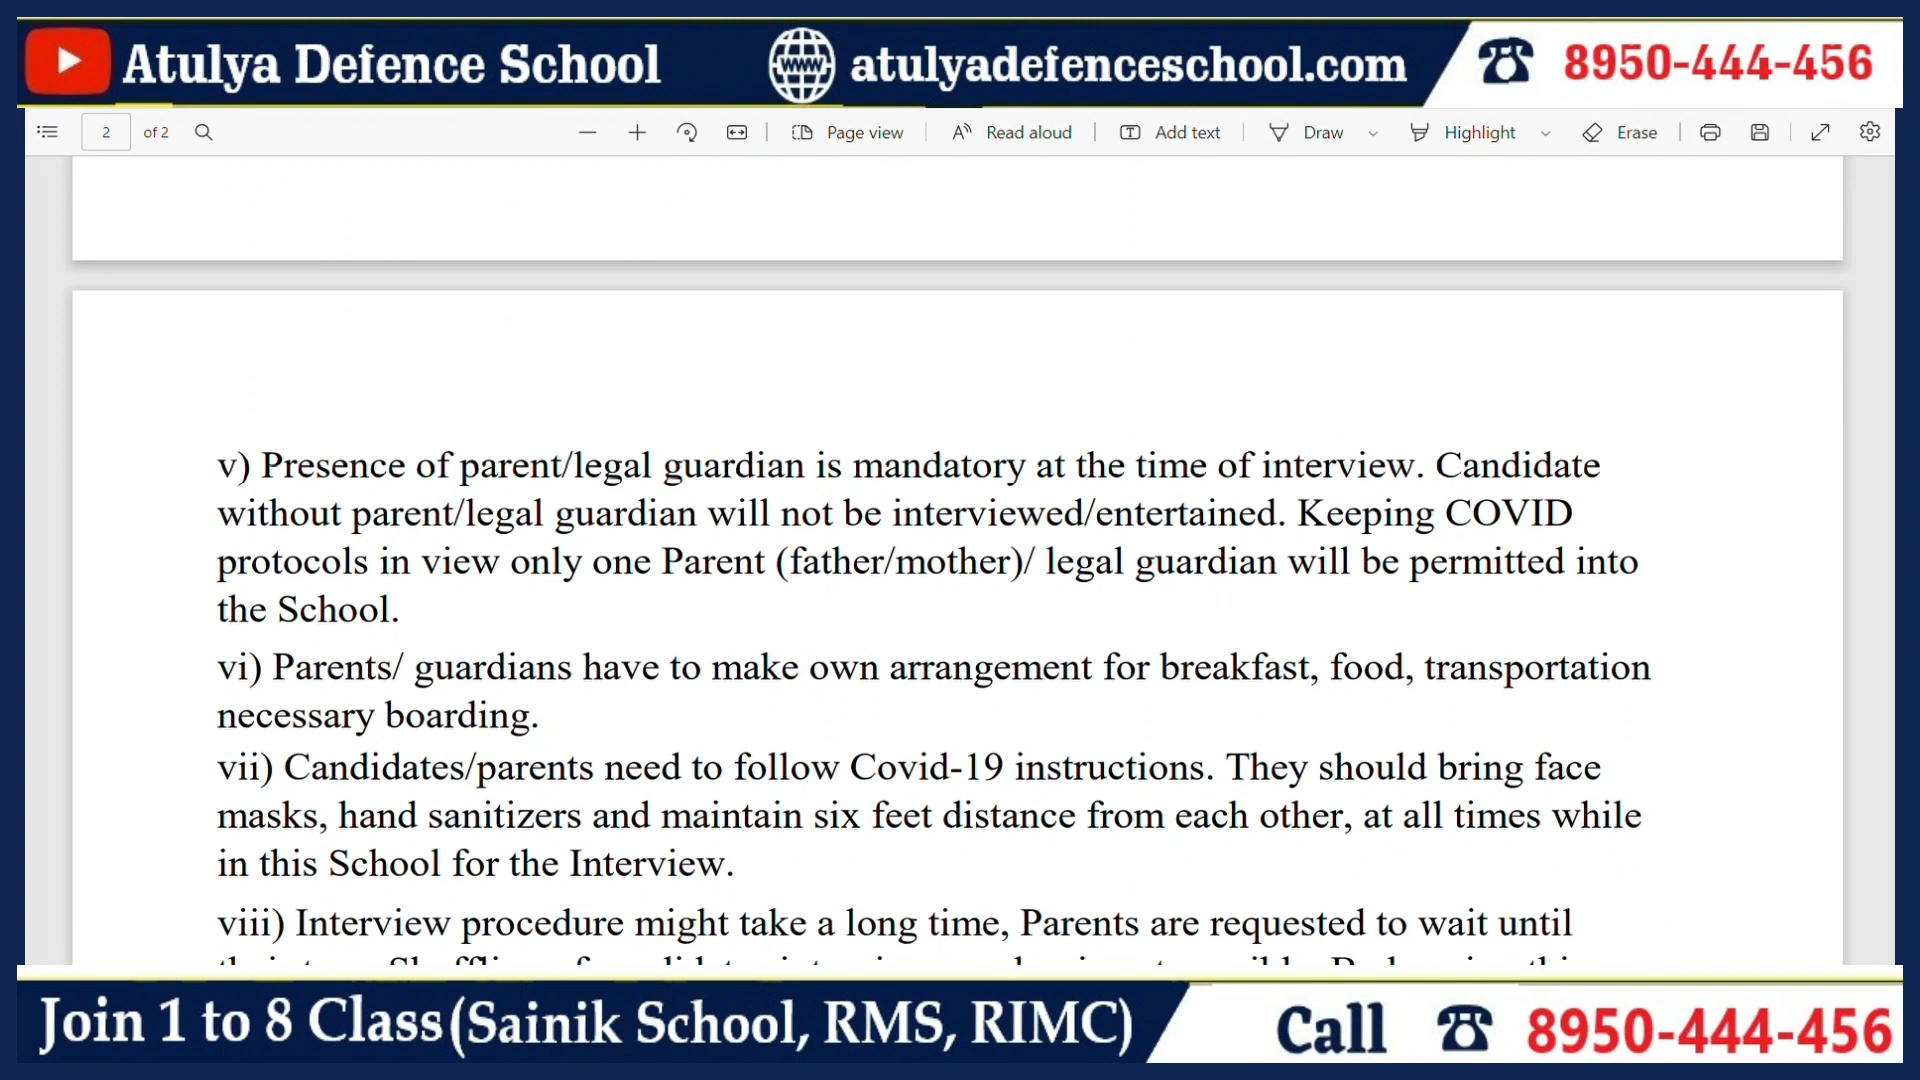 Atulya Defence School
www
atulyadefenceschool.com
8950-444-456
2 of 2
Page view
A" Read aloud
T Add text
Draw
Highlight
Erase
v) Presence of parent/legal guardian is mandatory at the time of interview. Candidate
without parent/legal guardian will not be interviewed/entertained. Keeping COVID
protocols in view only one Parent (father/mother)/ legal guardian will be permitted into
the School.
vi) Parents/ guardians have to make own arrangement for breakfast, food, transportation
necessary boarding.
vii) Candidates/parents need to follow Covid-19 instructions. They should bring face
masks, hand sanitizers and maintain six feet distance from each other, at all times while
in this School for the Interview.
viii) Interview procedure might take a long time, Parents are requested to wait until
Join 1 to 8 Class (Sainik School, RMS, RIMC)
Call 8950-444-456